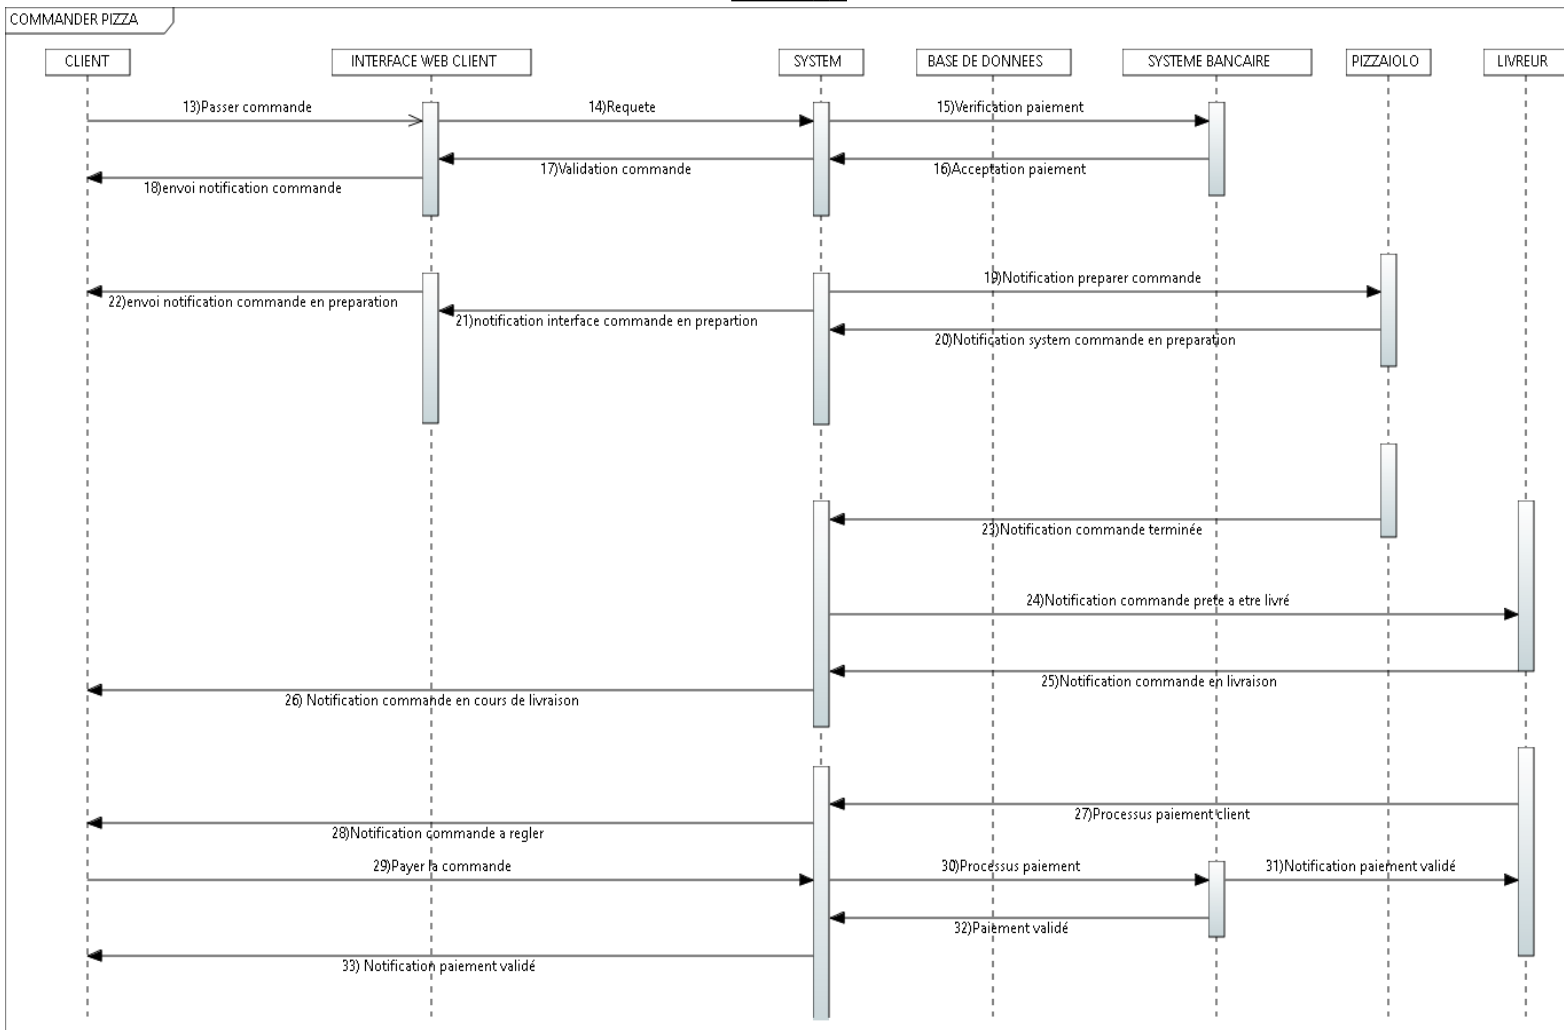 COMMANDER PIZZA
CLIENT
INTERFACE WEB CLIENT
SYSTEM
BASE DE DONNEES
SYSTEME BANCAIRE
PIZZAIOLO
LIVREUR
13)Passer commande
14)Requete
15)Verification paiement
16)Acceptation paiement
17)Validation commande
18)envoi notification commande
19)Notification preparer commande
22)envoi notification commande en preparation
21)notification interface commande en prepartion
20)Notification system commande en preparation
23)Notification commande terminée
24)Notification commande prete a etre livré
25)Notification commande en livraison
26) Notification commande en cours de livraison
27)Processus paiement client
28)Notification commande a regler
29)Payer la commande
30)Processus paiement
31)Notification paiement validé
32)Paiement validé
33) Notification paiement validé